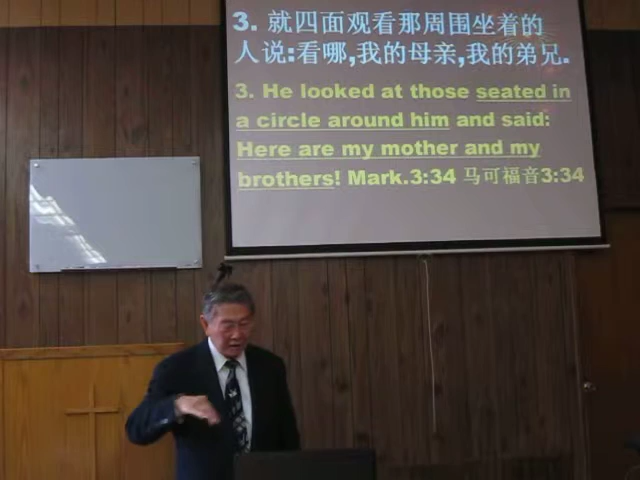 3. 就四面观看那周围坐着的
人说:看哪,我的母亲,我的弟兄.
3. He looked at those seated in
a circle around him and said:
Here are my mother and my
brothers! Mark.3:34 马可福音3:34